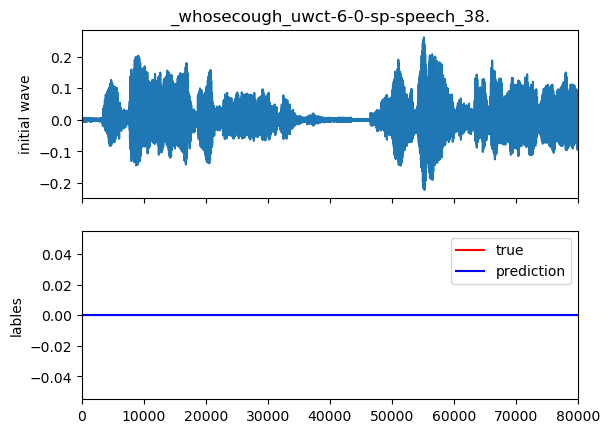 _whosecough_uwct-6-0-sp-speech_38.
initial wave
0.2
0.1
0.0
−0.1
−0.2
lables
0.04
0.02
0.00
−0.02
−0.04
true
prediction
0 10000 20000 30000 40000 50000 60000 70000 80000